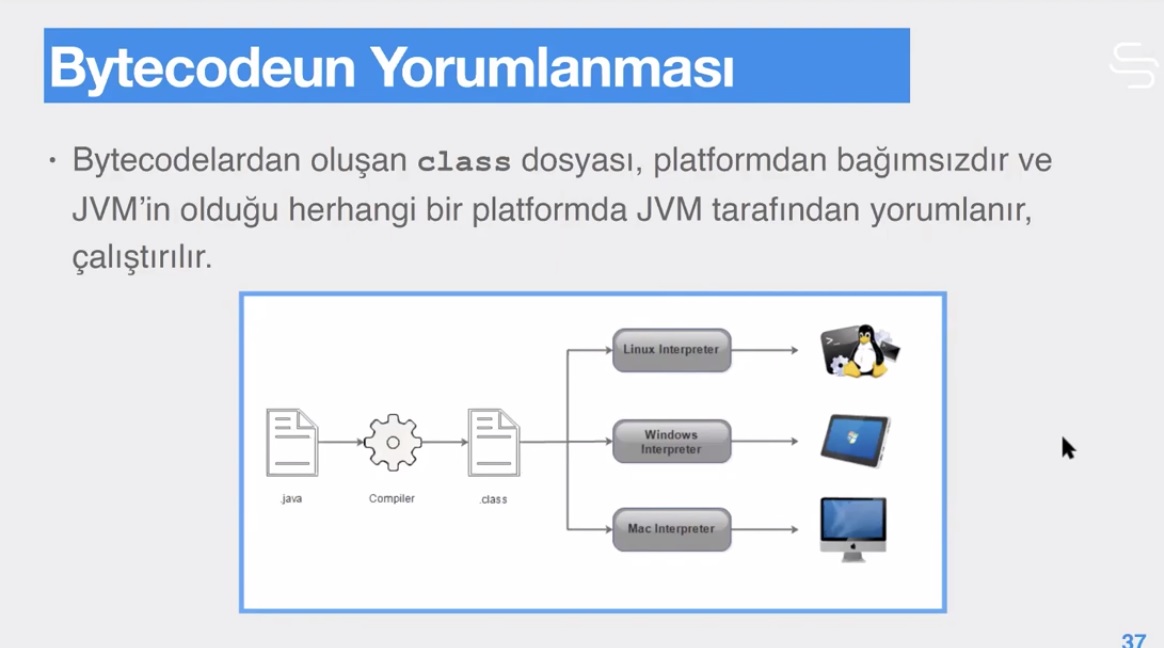 Bytecodeun Yorumlanması
• Bytecodelardan oluşan class dosyası, platformdan bağımsızdır ve
JVM’in olduğu herhangi bir platformda JVM tarafından yorumlanır,
çalıştırılır.
Linux Interpreter
Windows
Interpreter
.java
Compiler
.class
Mac Interpreter
37